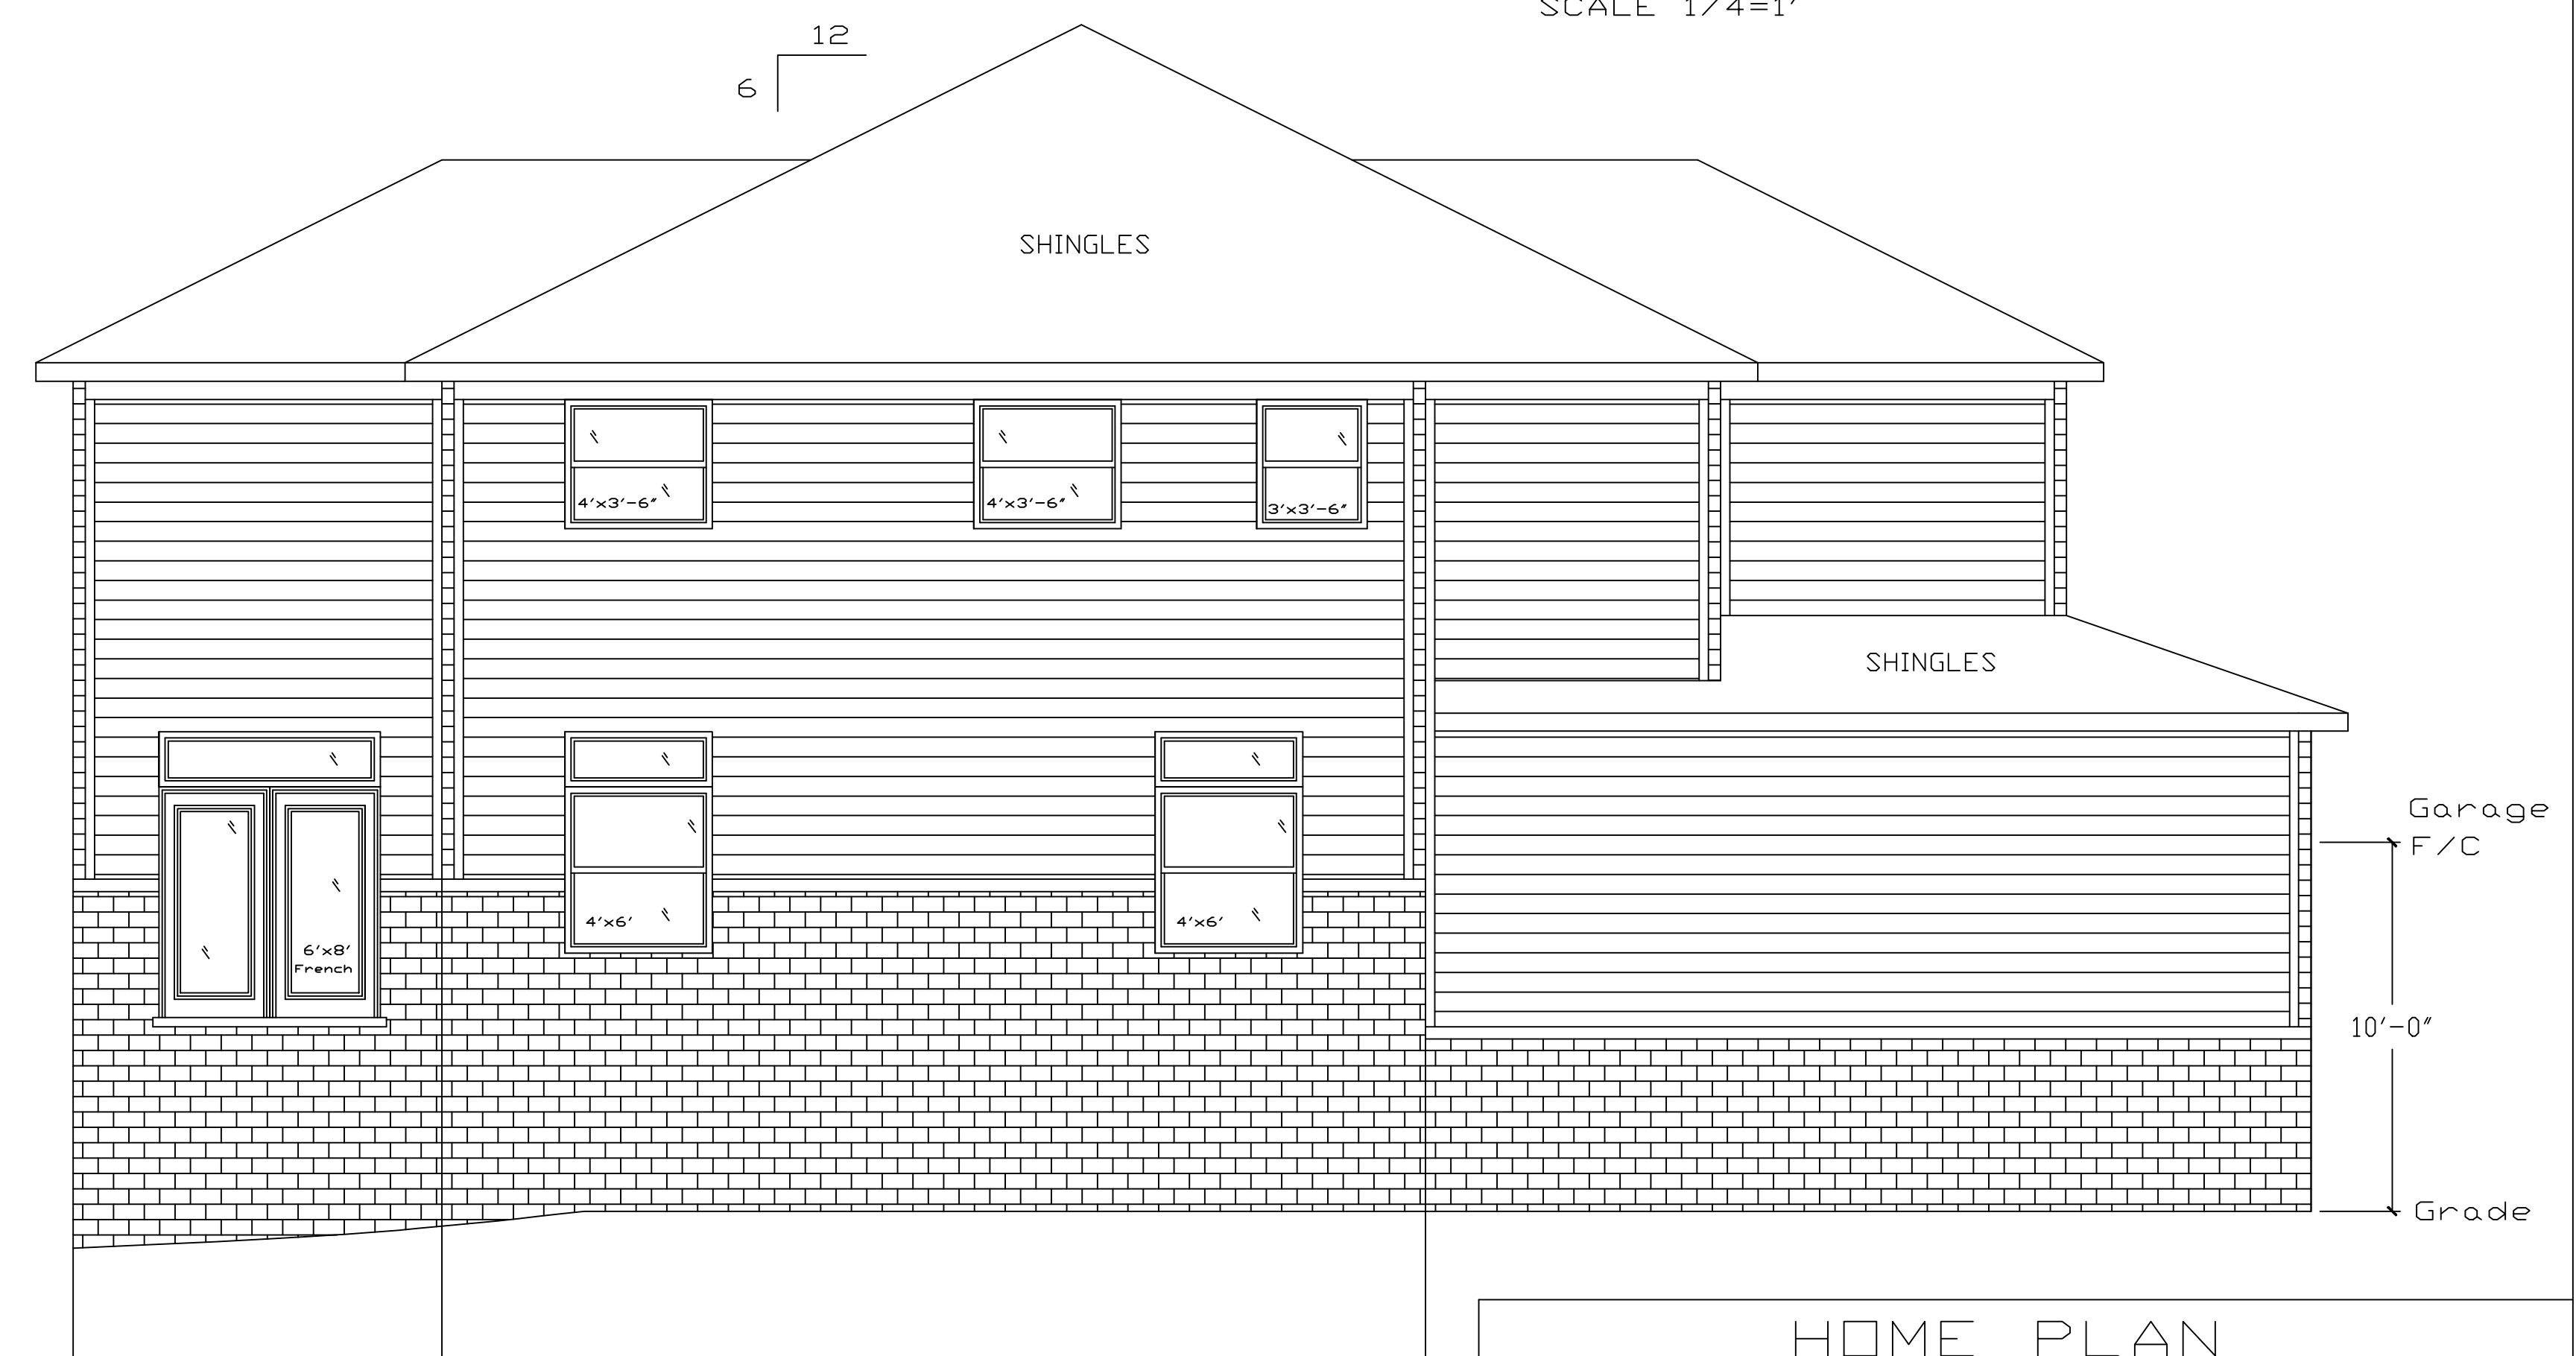 SCALE 1/4=1'
12
6
SHINGLES
4'x3'-6"
4'x3'-6"
3'x3'-6"
SHINGLES
Garage
F/C
4'x6'
4'x6'
6'x8'
French
10'-0"
Grade
HOME PLAN